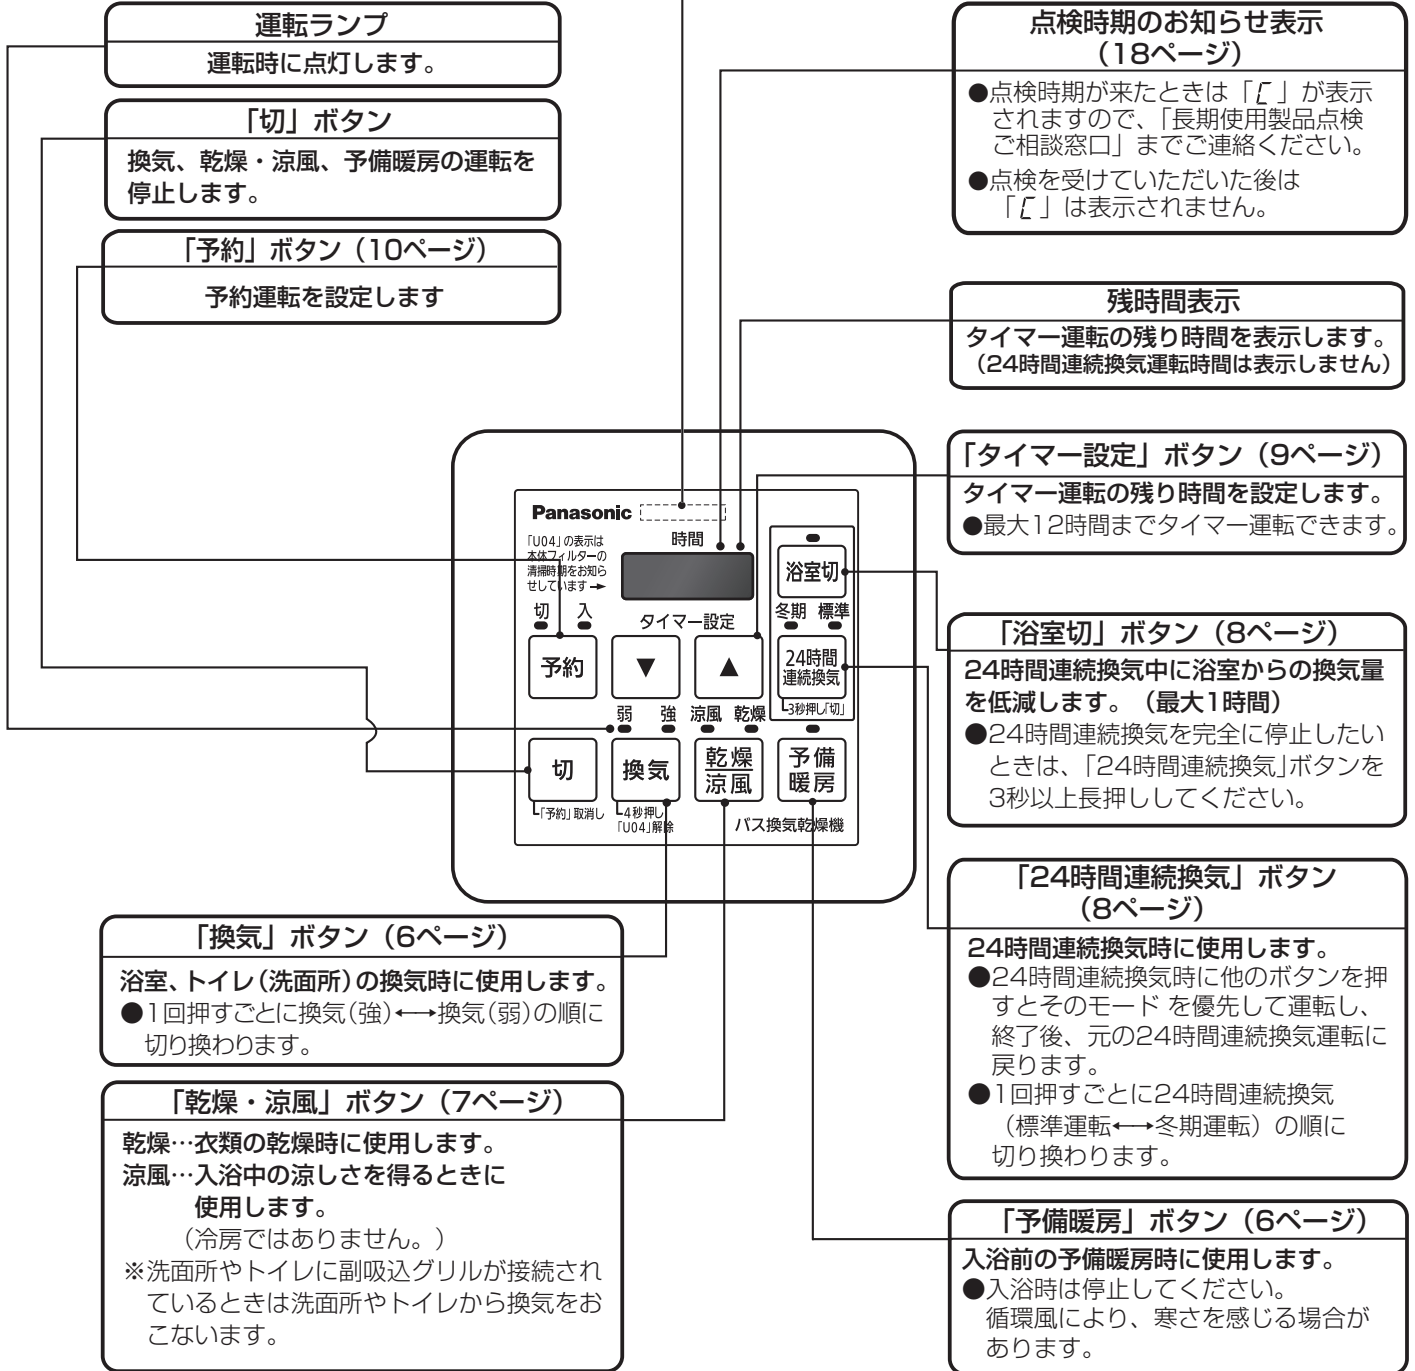 運転ランプ
運転時に点灯します。
「切」ボタン
換気、乾燥・涼風、予備暖房の運転を
停止します。
「予約」ボタン（10ページ）
予約運転を設定します
点検時期のお知らせ表示
（18ページ）
●点検時期が来たときは「[」が表示
されますので、「長期使用製品点検
ご相談窓口」までご連絡ください。
●点検を受けていただいた後は
「[」は表示されません。
残時間表示
タイマー運転の残り時間を表示します。
（24時間連続換気運転時間は表示しません）
「タイマー設定」ボタン（9ページ）
タイマー運転の残り時間を設定します。
●最大12時間までタイマー運転できます。
「浴室切」ボタン（8ページ）
24時間連続換気中に浴室からの換気量
を低減します。（最大1時間）
●24時間連続換気を完全に停止したい
ときは、「24時間連続換気」ボタンを
3秒以上長押ししてください。
「24時間連続換気」ボタン
（8ページ）
24時間連続換気時に使用します。
●24時間連続換気時に他のボタンを押
すとそのモード を優先して運転し、
終了後、元の24時間連続換気運転に
戻ります。
●1回押すごとに24時間連続換気
（標準運転←→冬期運転）の順に
切り換わります。
「予備暖房」ボタン（6ページ）
入浴前の予備暖房時に使用します。
●入浴時は停止してください。
循環風により、寒さを感じる場合が
あります。
Panasonic
「U04」の表示は
本体フィルターの
清掃時期をお知ら
せしています→
時間
浴室切
切 入
タイマー設定
冬期 標準
予約
▼
▲
24時間
連続換気
3秒押し「切」
弱 強 涼風 乾燥
切
換気
乾燥
涼風
予備
暖房
「予約」取消し
4秒押し
「U04」解除
バス換気乾燥機
「換気」ボタン（6ページ）
浴室、トイレ（洗面所）の換気時に使用します。
●1回押すごとに換気（強）←→換気（弱）の順に
切り換わります。
「乾燥・涼風」ボタン（7ページ）
乾燥…衣類の乾燥時に使用します。
涼風…入浴中の涼しさを得るときに
使用します。
（冷房ではありません。）
※洗面所やトイレに副吸込グリルが接続され
ているときは洗面所やトイレから換気をお
こないます。